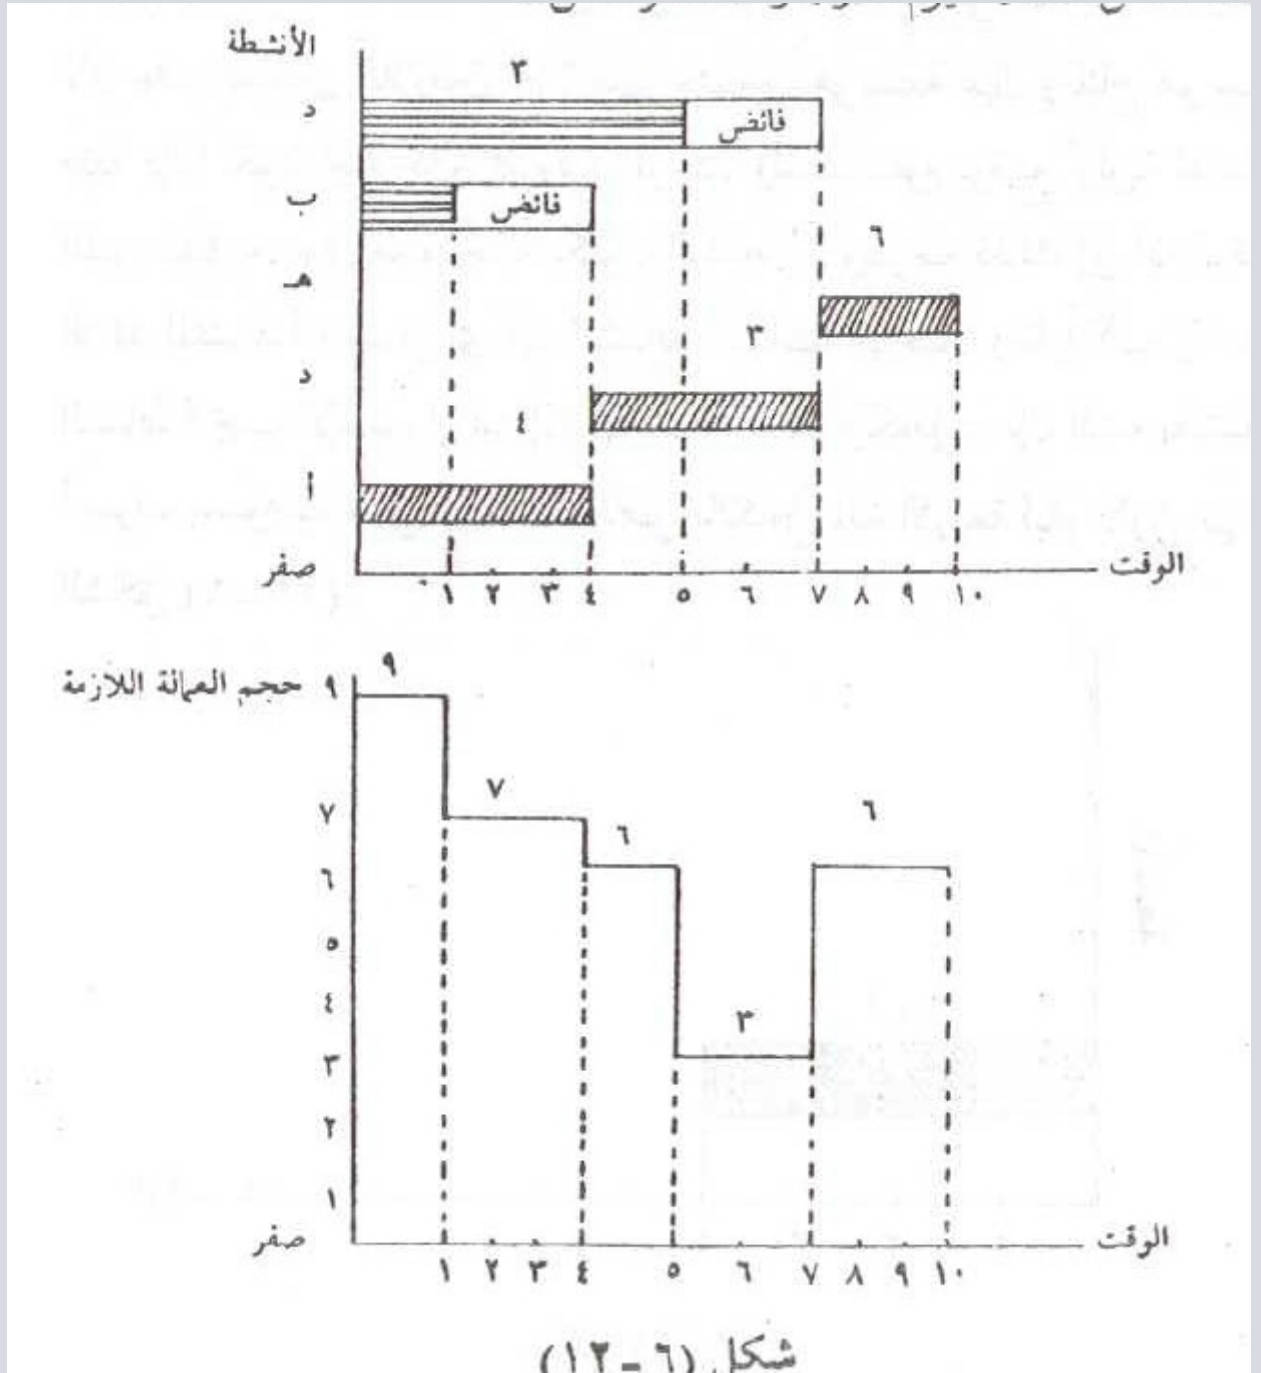 الأنشطة
٣
د
فائض
ب
فائض
٦
هـ
٣
د
٤
أ
صفر
١ ٢ ٣ ٤ ٥ ٦ ٧ ٨ ٩ ١٠
الوقت
حجم العمالة اللازمة
٩
٩
٧
٧
٦
٦
٦
٥
٤
٣
٣
٢
١
صفر
١ ٢ ٣ ٤ ٥ ٦ ٧ ٨ ٩ ١٠
الوقت
شكل (٦ - ١٢)